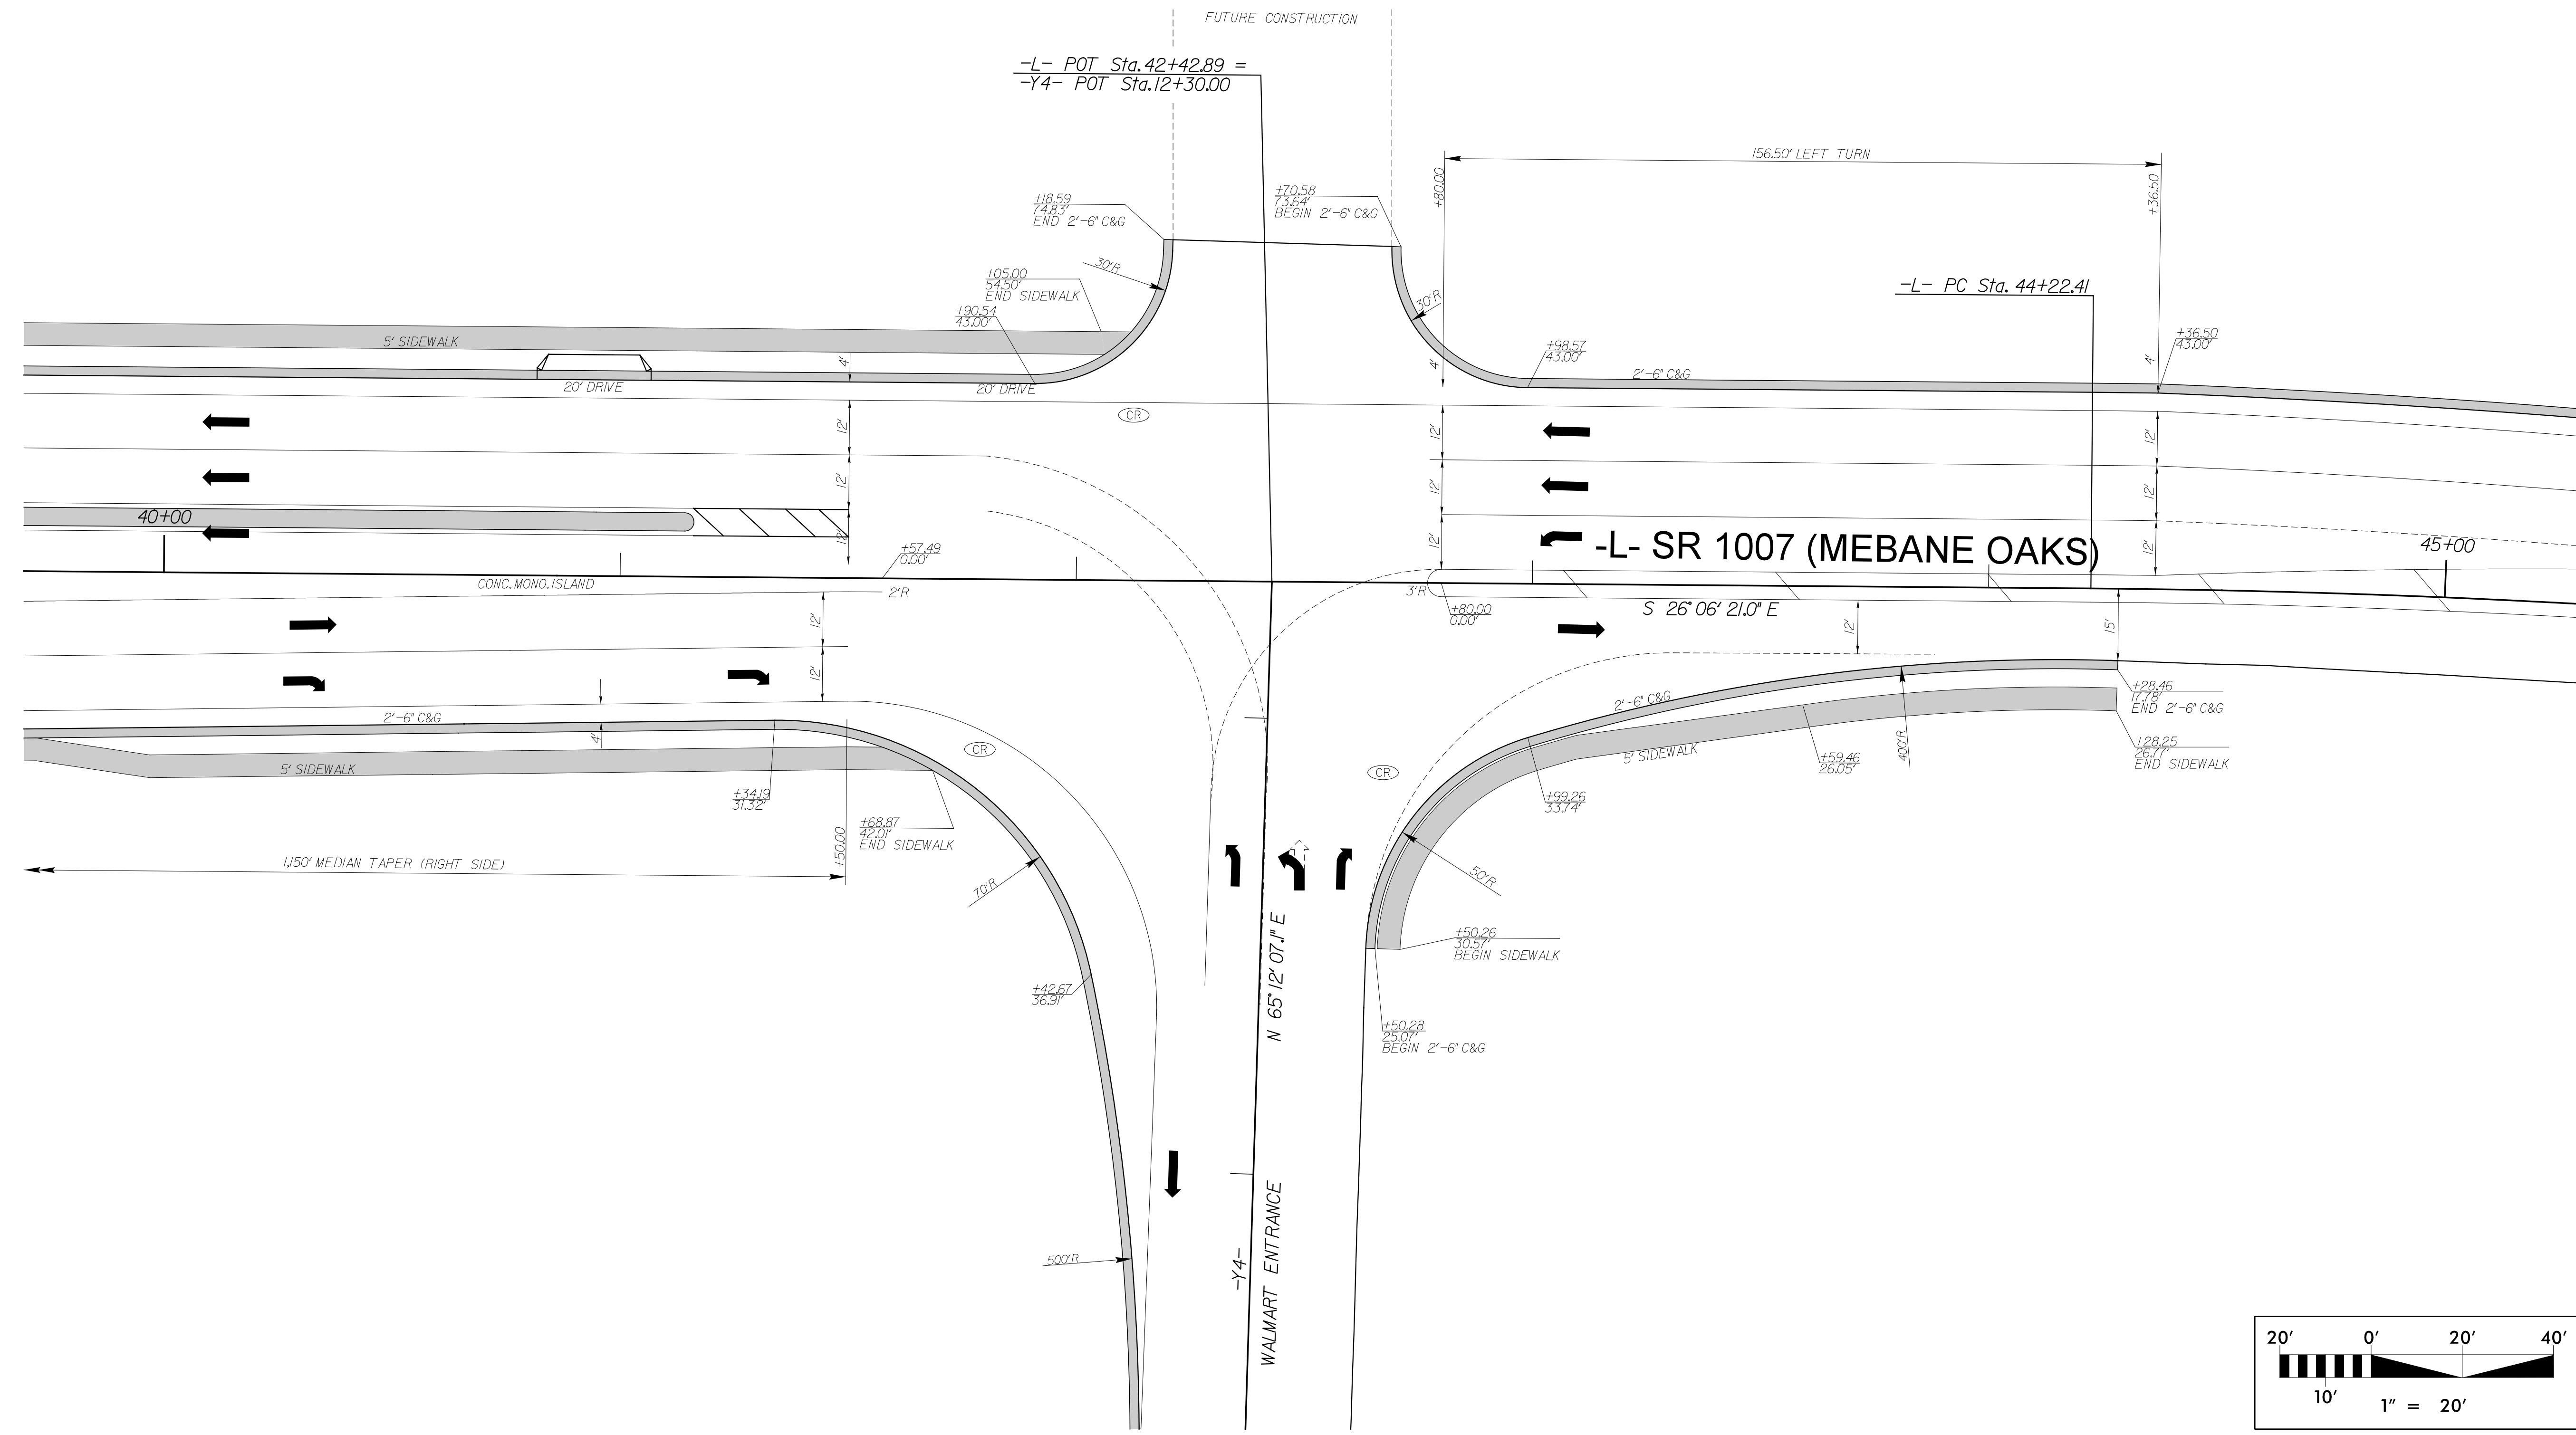 FUTURE CONSTRUCTION
-L- POT Sta. 42+42.89 =
-Y4- POT Sta. 12+30.00
156.50' LEFT TURN
+80.00
+36.50
+18.59
74.83'
END 2'-6" C&G
+70.58
73.64'
BEGIN 2'-6" C&G
30'R
+05.00
54.50'
END SIDEWALK
30'R
-L- PC Sta. 44+22.41
+90.54
43.00'
+36.50
43.00'
5' SIDEWALK
+98.57
43.00'
4'
4'
4'
20' DRIVE
20' DRIVE
2'-6" C&G
CR
12'
12'
12'
12'
12'
12'
12'
12'
12'
40+00
-L- SR 1007 (MEBANE OAKS)
45+00
+57.49
0.00'
CONC. MONO. ISLAND
2'R
3'R
+80.00
0.00'
S 26° 06' 21.0" E
12'
12'
12'
15'
2'-6" C&G
4'
CR
5' SIDEWALK
CR
2'-6" C&G
5' SIDEWALK
+28.46
17.78'
END 2'-6" C&G
400'R
+28.25
26.77'
END SIDEWALK
+59.46
26.05'
+34.19
31.32'
+99.26
33.74'
+68.87
42.01'
END SIDEWALK
+50.00
1,150' MEDIAN TAPER (RIGHT SIDE)
70'R
50'R
+50.26
30.57'
BEGIN SIDEWALK
N 65° 12' 07.1" E
+42.67
36.91'
+50.28
25.07'
BEGIN 2'-6" C&G
500'R
-Y4-
WALMART ENTRANCE
20' 0' 20' 40'
10'
1" = 20'